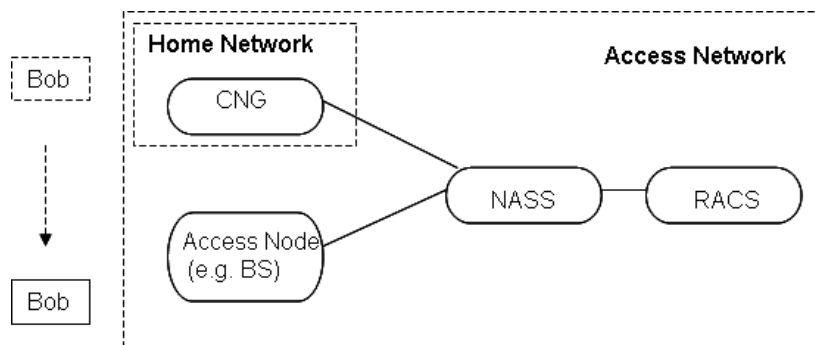 Home Network
Access Network
Bob
CNG
NASS
RACS
Access Node
(e.g. BS)
Bob